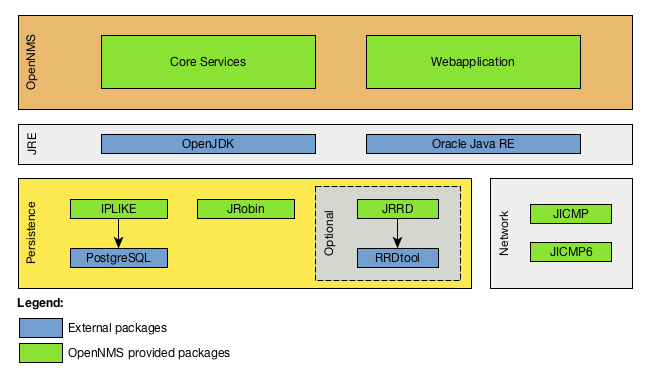 OpenNMS
Core Services
Webapplication
JRE
OpenJDK
Oracle Java RE
Persistence
IPLIKE
JRobin
Optional
JRRD
PostgreSQL
RRDtool
Network
JICMP
JICMP6
Legend:
External packages
OpenNMS provided packages